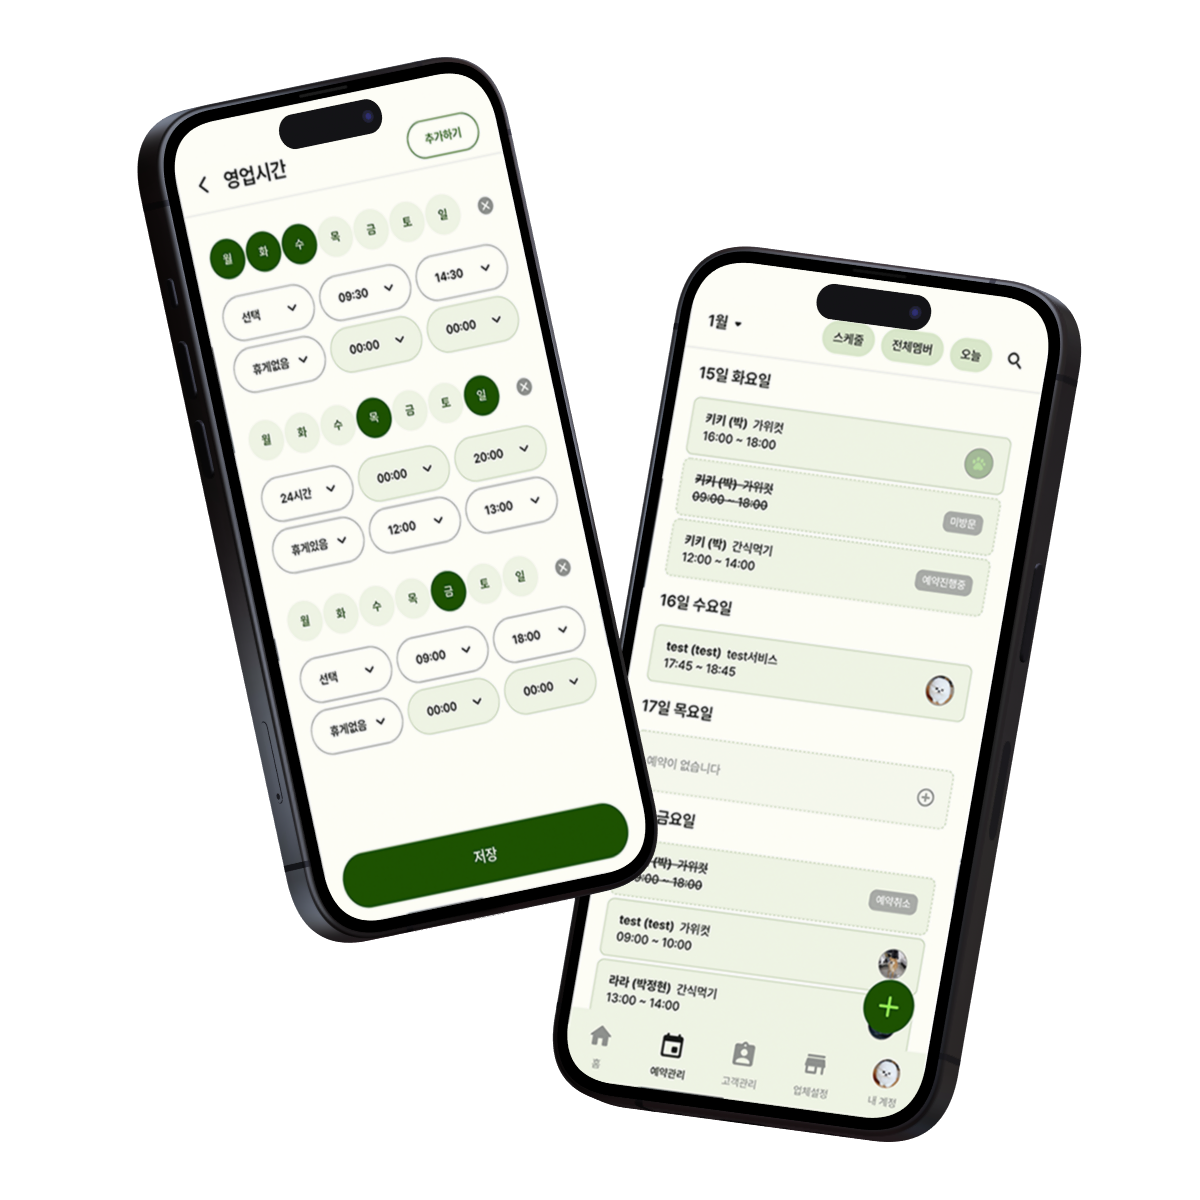 추가하기
영업시간
월 화 수 목 금 토 일
선택 09:30 14:30
휴게없음 00:00 00:00
월 화 수 목 금 토 일
24시간 00:00 20:00
휴게있음 12:00 13:00
월 화 수 목 금 토 일
선택 09:00 18:00
휴게없음 00:00 00:00
저장
1월 스케줄 전체멤버 오늘
15일 화요일
키키 (박) 가위컷
16:00 ~ 18:00
키키 (박) 가위컷
09:00 ~ 18:00
미방문
키키 (박) 간식먹기
12:00 ~ 14:00
예약진행중
16일 수요일
test (test) test서비스
17:45 ~ 18:45
17일 목요일
예약이 없습니다
금요일
(박) 가위컷
:00 ~ 18:00
예약취소
test (test) 가위컷
09:00 ~ 10:00
라라 (박정현) 간식먹기
13:00 ~ 14:00
홈 예약관리 고객관리 업체설정 내 계정